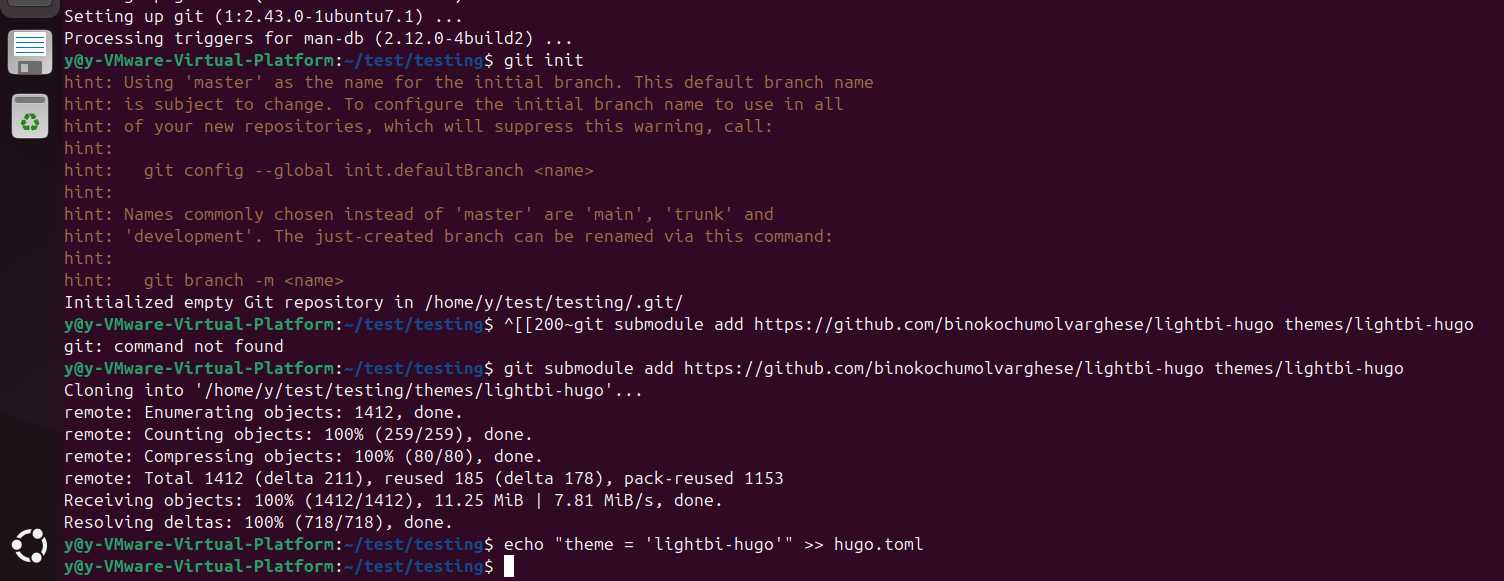 Setting up git (1:2.43.0-1ubuntu7.1) ...
Processing triggers for man-db (2.12.0-4build2) ...
y@y-VMware-Virtual-Platform:~/test/testing$ git init
hint: Using 'master' as the name for the initial branch. This default branch name
hint: is subject to change. To configure the initial branch name to use in all
hint: of your new repositories, which will suppress this warning, call:
hint:
hint:   git config --global init.defaultBranch <name>
hint:
hint: Names commonly chosen instead of 'master' are 'main', 'trunk' and
hint: 'development'. The just-created branch can be renamed via this command:
hint:
hint:   git branch -m <name>
Initialized empty Git repository in /home/y/test/testing/.git/
y@y-VMware-Virtual-Platform:~/test/testing$ ^[[200~git submodule add https://github.com/binokochumolvarghese/lightbi-hugo themes/lightbi-hugo
git: command not found
y@y-VMware-Virtual-Platform:~/test/testing$ git submodule add https://github.com/binokochumolvarghese/lightbi-hugo themes/lightbi-hugo
Cloning into '/home/y/test/testing/themes/lightbi-hugo'...
remote: Enumerating objects: 1412, done.
remote: Counting objects: 100% (259/259), done.
remote: Compressing objects: 100% (80/80), done.
remote: Total 1412 (delta 211), reused 185 (delta 178), pack-reused 1153
Receiving objects: 100% (1412/1412), 11.25 MiB | 7.81 MiB/s, done.
Resolving deltas: 100% (718/718), done.
y@y-VMware-Virtual-Platform:~/test/testing$ echo "theme = 'lightbi-hugo'" >> hugo.toml
y@y-VMware-Virtual-Platform:~/test/testing$